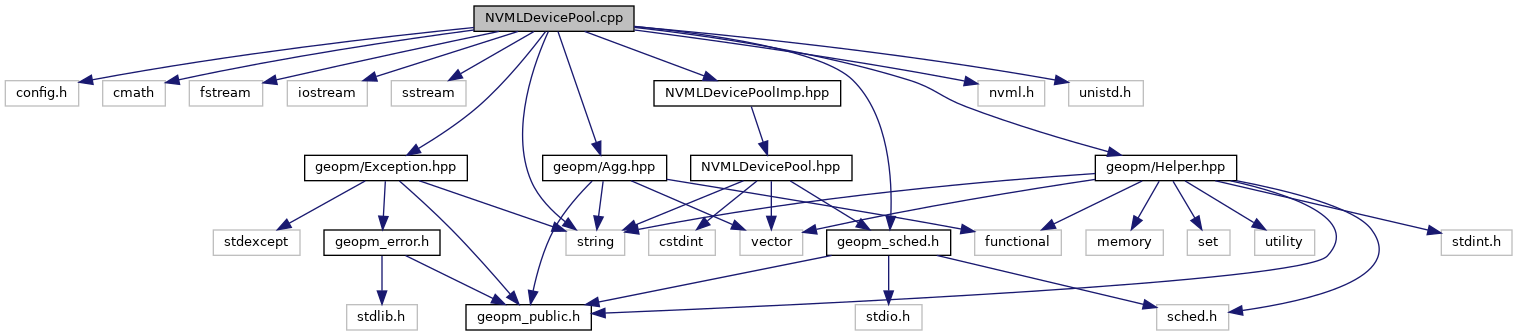 NVMLDevicePool.cpp
config.h
cmath
fstream
iostream
sstream
NVMLDevicePoolImp.hpp
nvml.h
unistd.h
geopm/Exception.hpp
geopm/Agg.hpp
NVMLDevicePool.hpp
geopm/Helper.hpp
stdexcept
geopm_error.h
string
cstdint
vector
geopm_sched.h
functional
memory
set
utility
stdint.h
stdlib.h
geopm_public.h
stdio.h
sched.h